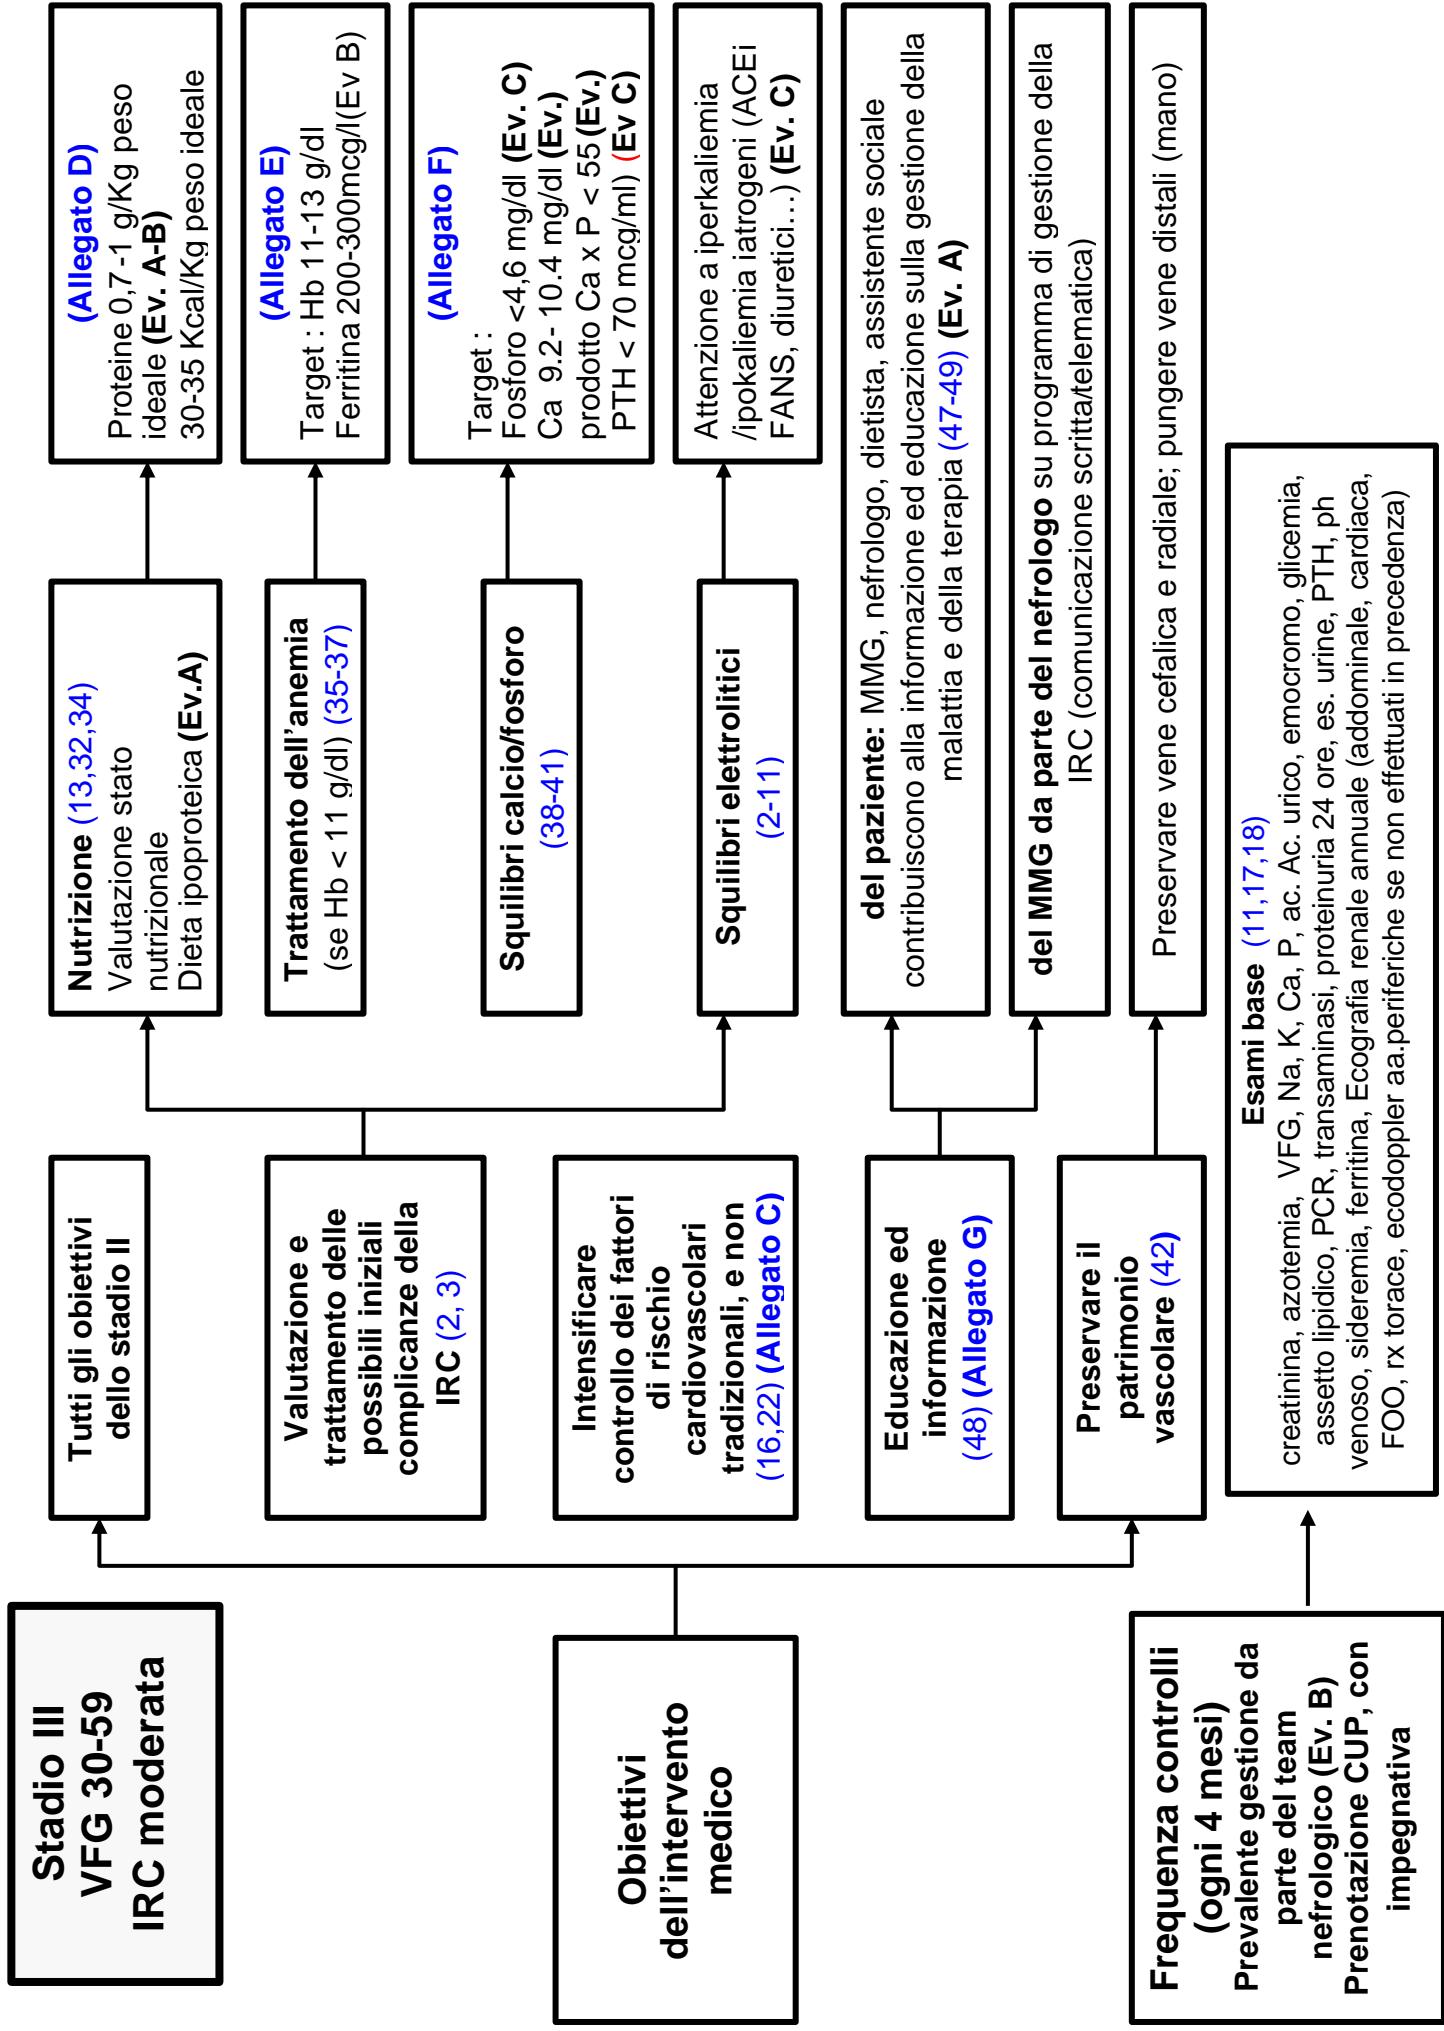 Stadio III
VFG 30-59
IRC moderata
Obiettivi
dell'intervento
medico
Frequenza controlli
(ogni 4 mesi)
Prevalente gestione da
parte del team
nefrologico (Ev. B)
Prenotazione CUP, con
impegnativa
Tutti gli obiettivi
dello stadio II
Valutazione e
trattamento delle
possibili iniziali
complicanze della
IRC (2, 3)
Intensificare
controllo dei fattori
di rischio
cardiovascolari
tradizionali, e non
(16,22) (Allegato C)
Educazione ed
informazione
(48) (Allegato G)
Preservare il
patrimonio
vascolare (42)
Nutrizione (13,32,34)
Valutazione stato
nutrizionale
Dieta ipoproteica (Ev.A)
Trattamento dell'anemia
(se Hb < 11 g/dl) (35-37)
Squilibri calcio/fosforo
(38-41)
Squilibri elettrolitici
(2-11)
(Allegato D)
Proteine 0,7 -1 g/Kg peso
ideale (Ev. A-B)
30-35 Kcal/Kg peso ideale
(Allegato E)
Target : Hb 11-13 g/dl
Ferritina 200-300mcg/l(Ev B)
(Allegato F)
Target :
Fosforo <4,6 mg/dl (Ev. C)
Ca 9.2- 10.4 mg/dl (Ev.)
prodotto Ca x P < 55 (Ev.)
PTH < 70 mcg/ml) (Ev C)
Attenzione a iperkaliemia
/ipokaliemia iatrogeni (ACEi
FANS, diuretici…) (Ev. C)
del paziente: MMG, nefrologo, dietista, assistente sociale
contribuiscono alla informazione ed educazione sulla gestione della
malattia e della terapia (47-49) (Ev. A)
del MMG da parte del nefrologo su programma di gestione della
IRC (comunicazione scritta/telematica)
Preservare vene cefalica e radiale; pungere vene distali (mano)
Esami base (11,17,18)
creatinina, azotemia, VFG, Na, K, Ca, P, ac. Ac. urico, emocromo, glicemia,
assetto lipidico, PCR, transaminasi, proteinuria 24 ore, es. urine, PTH, ph
venoso, sideremia, ferritina, Ecografia renale annuale (addominale, cardiaca,
FOO, rx torace, ecodoppler aa.periferiche se non effettuati in precedenza)